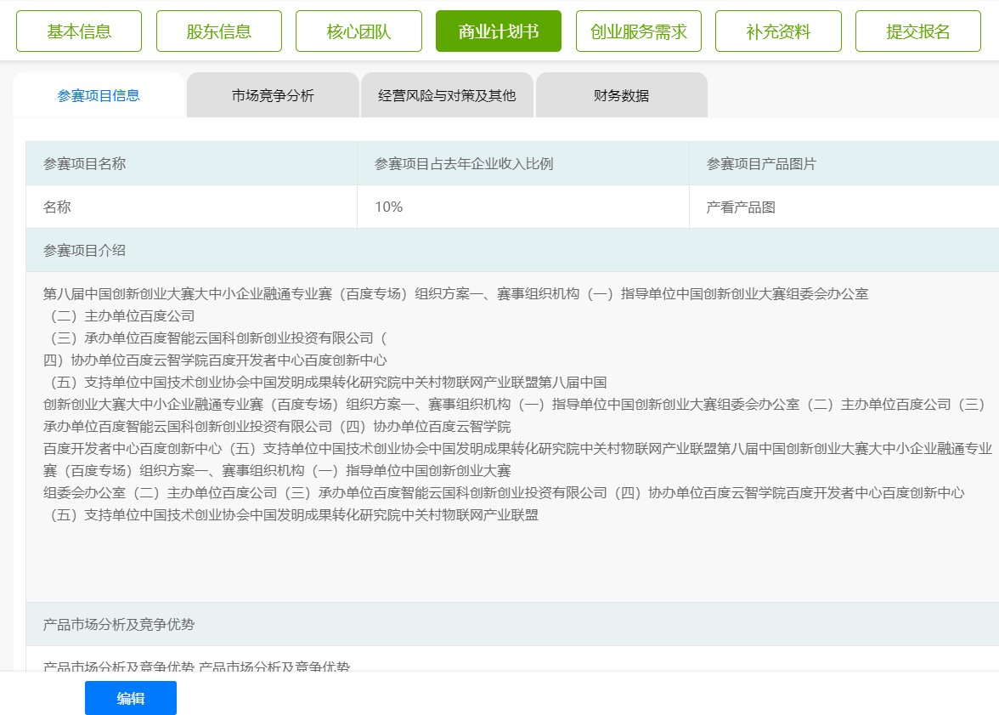 基本信息 股东信息 核心团队 商业计划书 创业服务需求 补充资料 提交报名
参赛项目信息 市场竞争分析 经营风险与对策及其他 财务数据
参赛项目名称 参赛项目占去年企业收入比例 参赛项目产品图片
名称 10% 产看产品图
参赛项目介绍
第八届中国创新创业大赛大中小企业融通专业赛（百度专场）组织方案一、赛事组织机构（一）指导单位中国创新创业大赛组委会办公室
（二）主办单位百度公司
（三）承办单位百度智能云国科创新创业投资有限公司（
四）协办单位百度云智学院百度开发者中心百度创新中心
（五）支持单位中国技术创业协会中国发明成果转化研究院中关村物联网产业联盟第八届中国
创新创业大赛大中小企业融通专业赛（百度专场）组织方案一、赛事组织机构（一）指导单位中国创新创业大赛组委会办公室（二）主办单位百度公司（三）
承办单位百度智能云国科创新创业投资有限公司（四）协办单位百度云智学院
百度开发者中心百度创新中心（五）支持单位中国技术创业协会中国发明成果转化研究院中关村物联网产业联盟第八届中国创新创业大赛大中小企业融通专业
赛（百度专场）组织方案一、赛事组织机构（一）指导单位中国创新创业大赛
组委会办公室（二）主办单位百度公司（三）承办单位百度智能云国科创新创业投资有限公司（四）协办单位百度云智学院百度开发者中心百度创新中心
（五）支持单位中国技术创业协会中国发明成果转化研究院中关村物联网产业联盟
产品市场分析及竞争优势
产品市场分析及竞争优势 产品市场分析及竞争优势
编辑